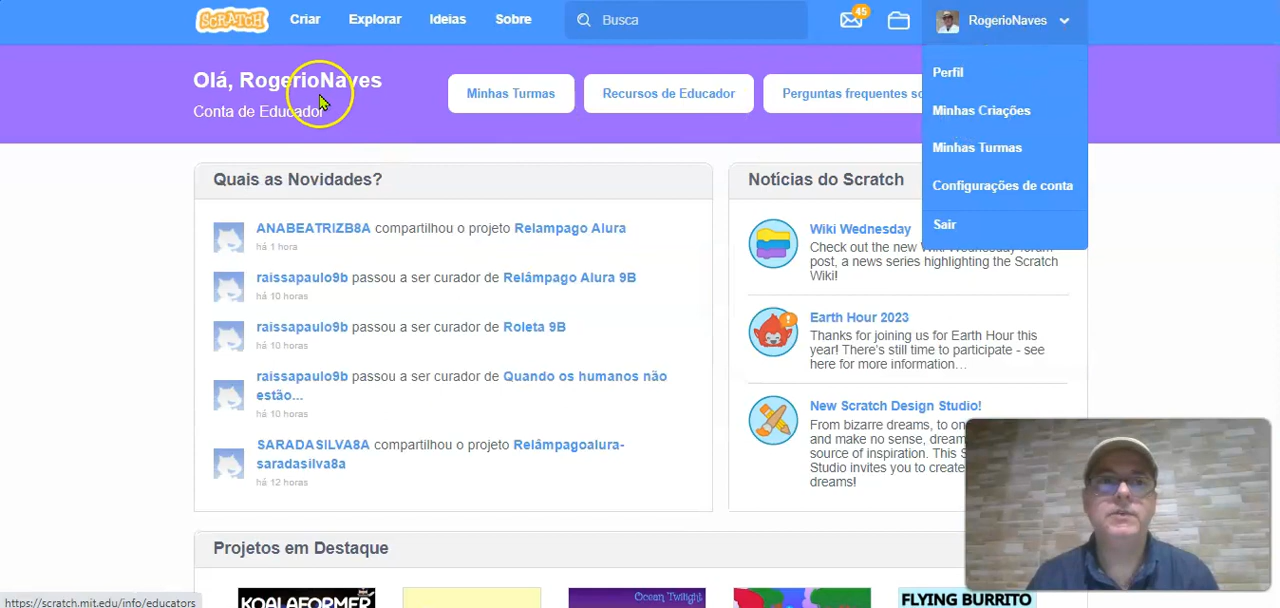 SCRATCH Criar Explorar Ideias Sobre Busca 45 RogerioNaves
Olá, RogerioNaves
Conta de Educador
Minhas Turmas Recursos de Educador Perguntas frequentes so
Perfil
Minhas Criações
Minhas Turmas
Configurações de conta
Sair
Quais as Novidades?
ANABEATRIZB8A compartilhou o projeto Relampago Alura
há 1 hora
raissapaulo9b passou a ser curador de Relâmpago Alura 9B
há 10 horas
raissapaulo9b passou a ser curador de Roleta 9B
há 10 horas
raissapaulo9b passou a ser curador de Quando os humanos não
estão...
há 10 horas
SARADASILVA8A compartilhou o projeto Relâmpagoalura-
saradasilva8a
há 12 horas
Notícias do Scratch
Wiki Wednesday
Check out the new Wiki Wednesday forum
post, a news series highlighting the Scratch
Wiki!
Earth Hour 2023
Thanks for joining us for Earth Hour this
year! There's still time to participate - see
here for more information…
New Scratch Design Studio!
From bizarre dreams, to on
and make no sense, dream
source of inspiration. This S
Studio invites you to create
dreams!
Projetos em Destaque
KOALAFORMER
Ocean Twilight
FLYING BURRITO
https://scratch.mit.edu/info/educators